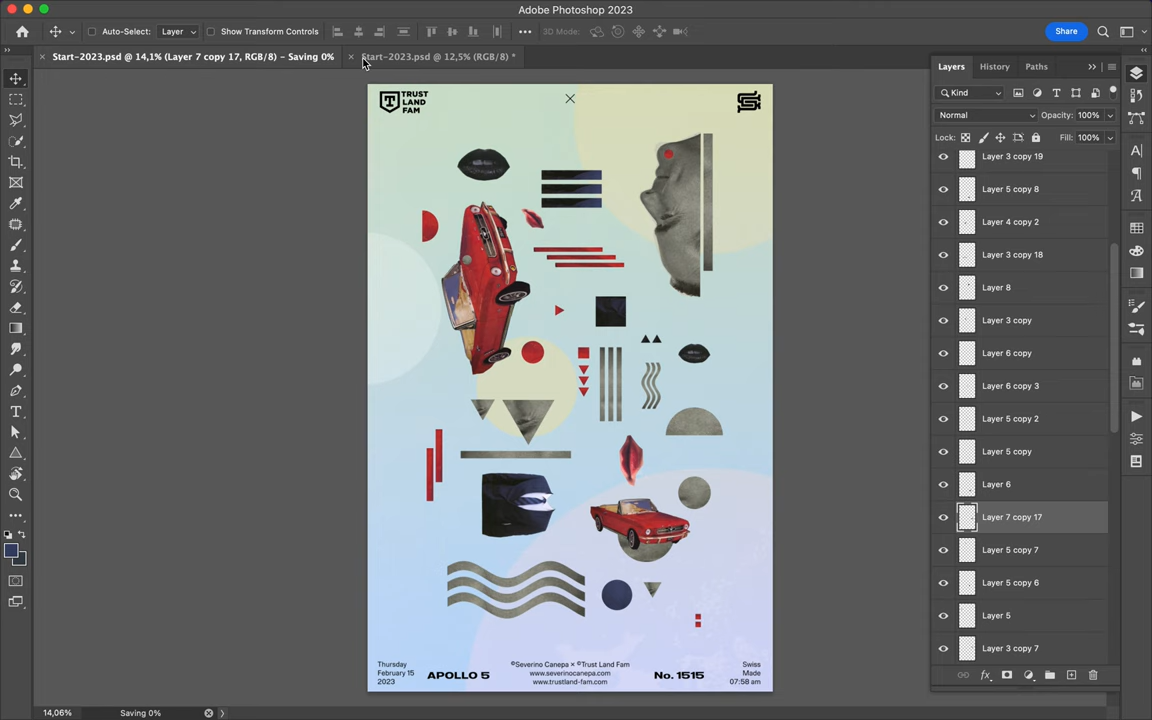 Adobe Photoshop 2023
Auto-Select:
Layer
Show Transform Controls
3D Mode:
Share
Start-2023.psd @ 14,1% (Layer 7 copy 17, RGB/8) – Saving 0%
Start-2023.psd @ 12,5% (RGB/8) *
Layers
History
Paths
Kind
Normal
Opacity:
100%
Lock:
Fill:
100%
Layer 3 copy 19
Layer 5 copy 8
Layer 4 copy 2
Layer 3 copy 18
Layer 8
Layer 3 copy
Layer 6 copy
Layer 6 copy 3
Layer 5 copy 2
Layer 5 copy
Layer 6
Layer 7 copy 17
Layer 5 copy 7
Layer 5 copy 6
Layer 5
Layer 3 copy 7
TRUST
LAND
FAM
Thursday
February 15
2023
APOLLO 5
©Severino Canepa × ©Trust Land Fam
www.severinocanepa.com
www.trustland-fam.com
No. 1515
Swiss
Made
07:58 am
14,06%
Saving 0%